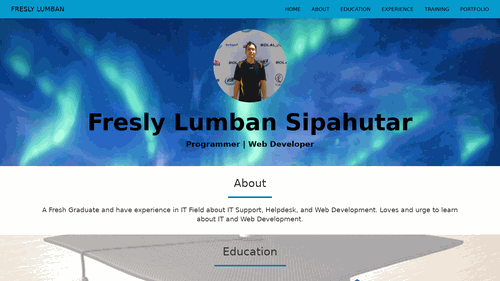 FRESLY LUMBAN
HOME ABOUT EDUCATION EXPERIENCE TRAINING PORTFOLIO
Fresly Lumban Sipahutar
Programmer | Web Developer
About
A Fresh Graduate and have experience in IT Field about IT Support, Helpdesk, and Web Development. Loves and urge to learn
about IT and Web Development.
Education